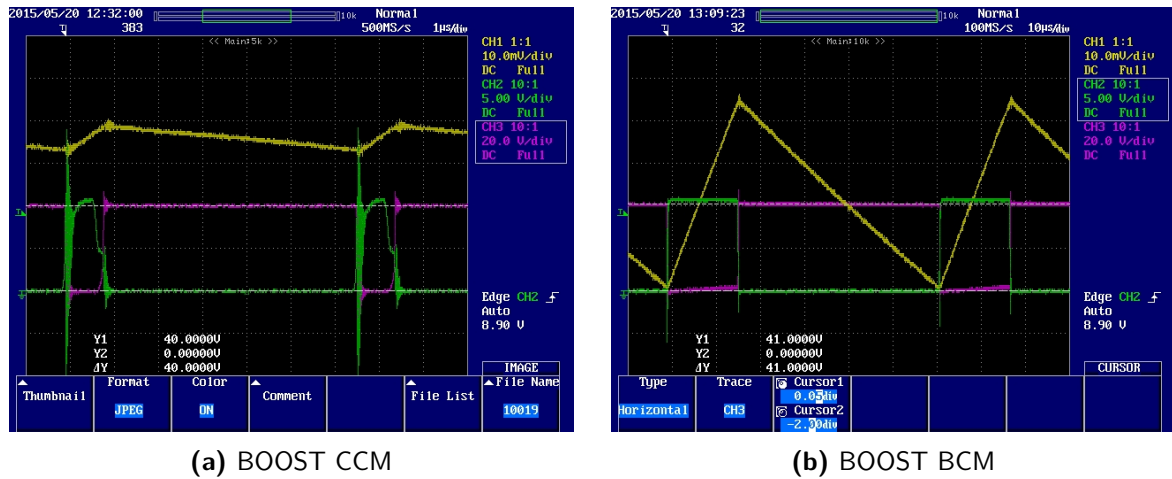 2015/05/20 12:32:00
10k
Normal
383
500MS/s 1μs/div
<< Main:5k >>
CH1 1:1
10.0mV/div
DC Full
CH2 10:1
5.00 V/div
DC Full
CH3 10:1
20.0 V/div
DC Full
Edge CH2
Auto
8.90 V
Y1 40.0000V
Y2 0.00000V
ΔY 40.0000V
IMAGE
Thumbnail
Format
JPEG
Color
ON
Comment
File List
File Name
10019
(a) BOOST CCM
2015/05/20 13:09:23
10k
Normal
32
100MS/s 10μs/div
<< Main:10k >>
CH1 1:1
10.0mV/div
DC Full
CH2 10:1
5.00 V/div
DC Full
CH3 10:1
20.0 V/div
DC Full
Edge CH2
Auto
8.90 V
Y1 41.0000V
Y2 0.00000V
ΔY 41.0000V
CURSOR
Type
Horizontal
Trace
CH3
Cursor1
0.05div
Cursor2
-2.00div
(b) BOOST BCM